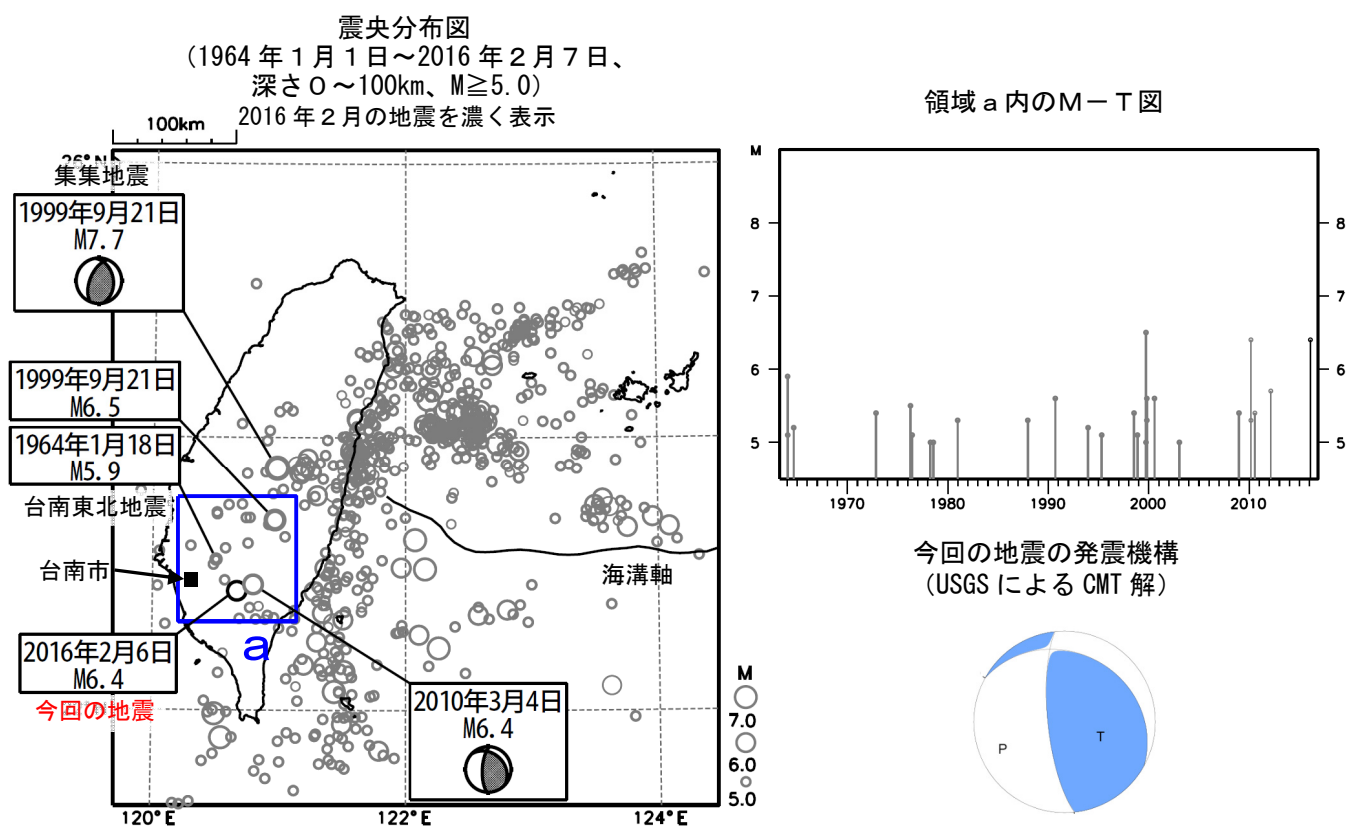 震央分布図
(1964年1月1日～2016年2月7日、
深さ0～100km、M≧5.0)
2016年2月の地震を濃く表示
100km
26°N
集集地震
1999年9月21日
M7.7
1999年9月21日
M6.5
1964年1月18日
M5.9
台南東北地震
台南市
2016年2月6日
M6.4
今回の地震
a
海溝軸
2010年3月4日
M6.4
M
7.0
6.0
5.0
120°E
122°E
124°E
領域a内のM－T図
M
8 8
7 7
6 6
5 5
1970 1980 1990 2000 2010
今回の地震の発震機構
(USGSによるCMT解)
P
T